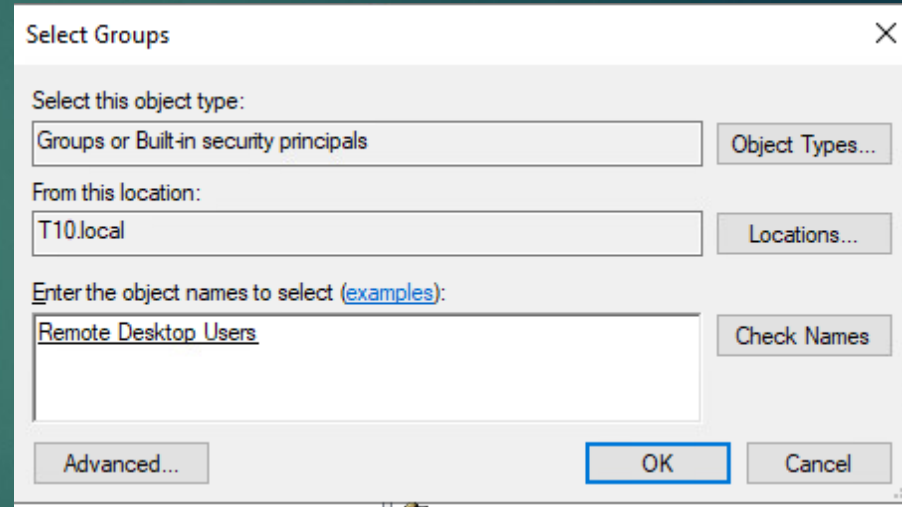 Select Groups
Select this object type:
Groups or Built-in security principals
Object Types...
From this location:
T10.local
Locations...
Enter the object names to select (examples):
Remote Desktop Users
Check Names
Advanced...
OK
Cancel